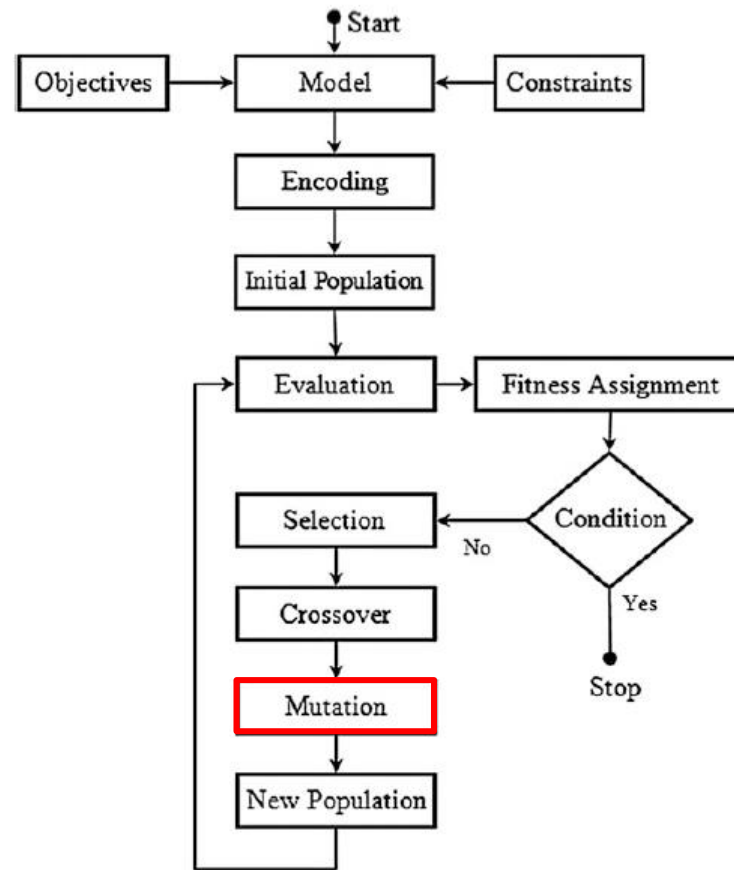 Start
Objectives
Model
Constraints
Encoding
Initial Population
Evaluation
Fitness Assignment
Selection
Condition
No
Crossover
Yes
Mutation
Stop
New Population